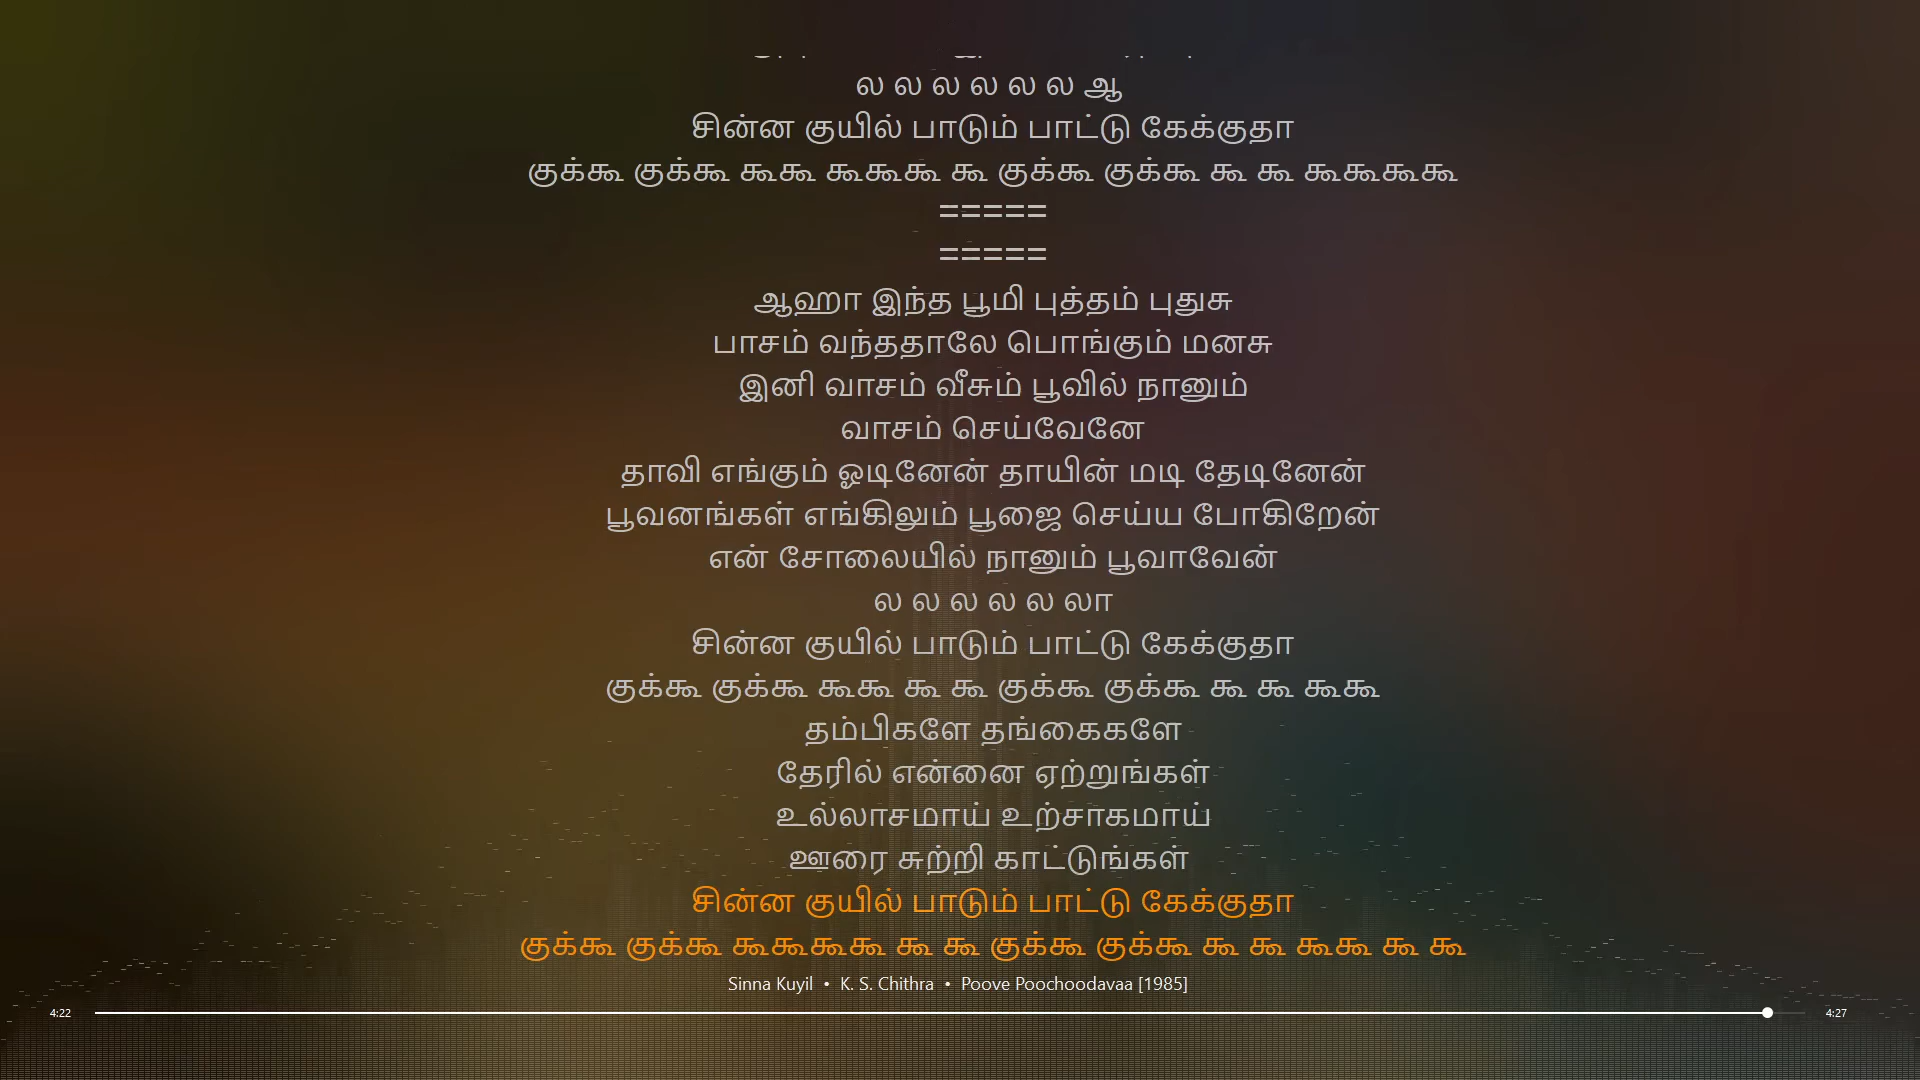 ல ல ல ல ல ல ஆ
சின்ன குயில் பாடும் பாட்டு கேக்குதா
குக்கூ குக்கூ கூகூ கூகூகூ கூ குக்கூ குக்கூ கூ கூ கூகூகூகூ
=====
=====
ஆஹா இந்த பூமி புத்தம் புதுசு
பாசம் வந்ததாலே பொங்கும் மனசு
இனி வாசம் வீசும் பூவில் நானும்
வாசம் செய்வேனே
தாவி எங்கும் ஓடினேன் தாயின் மடி தேடினேன்
பூவனங்கள் எங்கிலும் பூஜை செய்ய போகிறேன்
என் சோலையில் நானும் பூவாவேன்
ல ல ல ல ல லா
சின்ன குயில் பாடும் பாட்டு கேக்குதா
குக்கூ குக்கூ கூகூ கூ கூ குக்கூ குக்கூ கூ கூ கூகூ
தம்பிகளே தங்கைகளே
தேரில் என்னை ஏற்றுங்கள்
உல்லாசமாய் உற்சாகமாய்
ஊரை சுற்றி காட்டுங்கள்
சின்ன குயில் பாடும் பாட்டு கேக்குதா
குக்கூ குக்கூ கூகூகூகூ கூ கூ குக்கூ குக்கூ கூ கூ கூகூ கூ கூ
Sinna Kuyil • K. S. Chithra • Poove Poochoodavaa [1985]
4:22 4:27